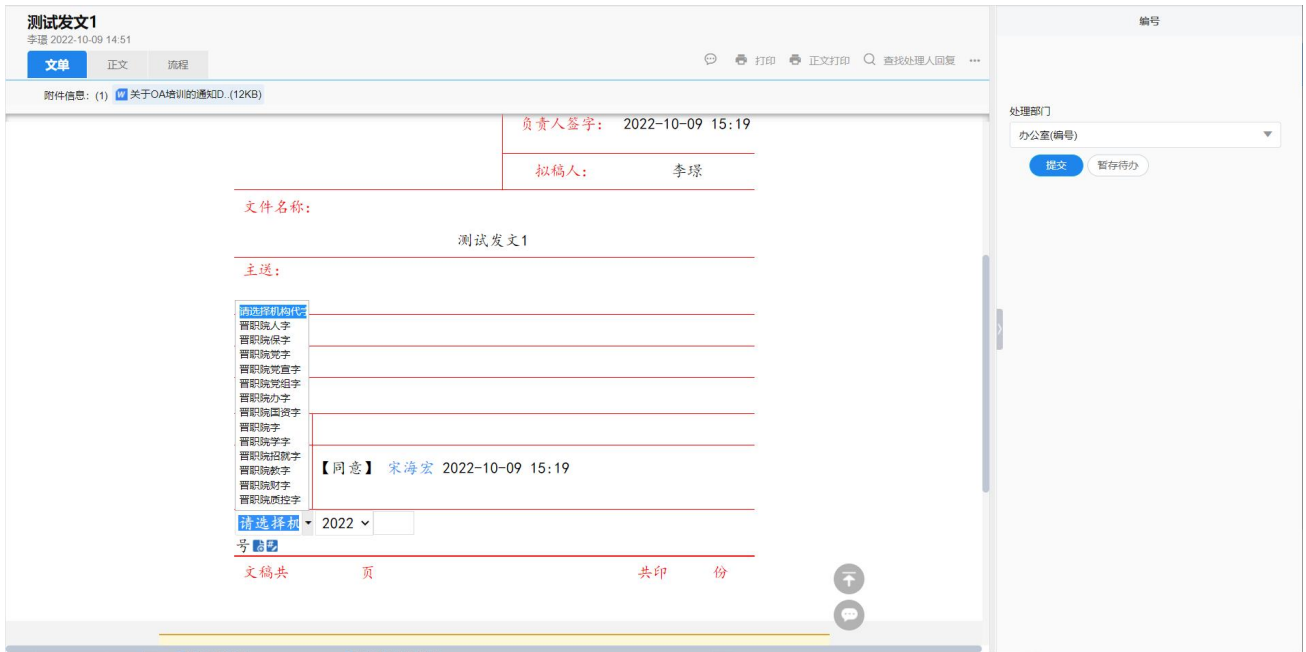 测试发文1
李璟 2022-10-09 14:51
文单 正文 流程
打印 正文打印 查找处理人回复 ...
附件信息: (1) 关于OA培训的通知D..(12KB)
负责人签字: 2022-10-09 15:19
拟稿人: 李璟
文件名称:
测试发文1
主送:
请选择机构代字
晋职院人字
晋职院保字
晋职院党字
晋职院党宣字
晋职院党组字
晋职院办字
晋职院国资字
晋职院字
晋职院学字
晋职院招就字
晋职院教字
晋职院财字
晋职院质控字
【同意】 宋海宏 2022-10-09 15:19
请选择机 2022
号
文稿共 页 共印 份
编号
处理部门
办公室(编号)
提交 暂存待办